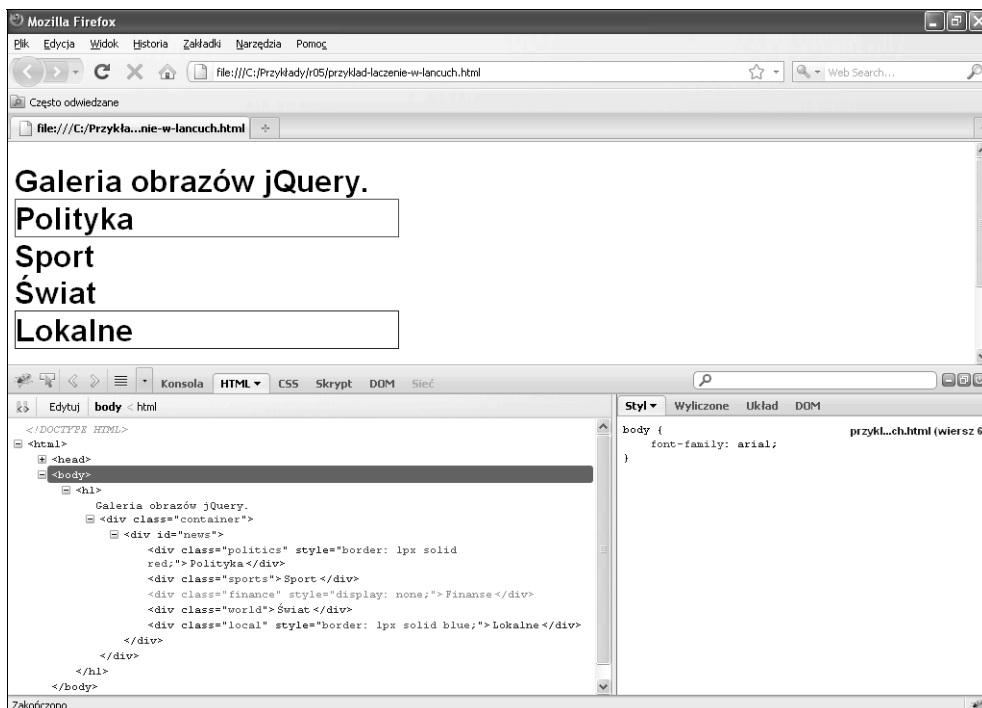 Mozilla Firefox
Plik Edycja Widok Historia Zakładki Narzędzia Pomoc
file:///C:/Przykłady/r05/przyklad-laczenie-w-lancuch.html
Web Search...
Często odwiedzane
file:///C:/Przykła...nie-w-lancuch.html
Galeria obrazów jQuery.
Polityka
Sport
Świat
Lokalne
Konsola HTML CSS Skrypt DOM Sieć
Edytuj body < html
Styl Wyliczone Układ DOM
<!DOCTYPE HTML>
<html>
<head>
<body>
<h1>
Galeria obrazów jQuery.
<div class="container">
<div id="news">
<div class="politics" style="border: 1px solid
red;">Polityka</div>
<div class="sports">Sport</div>
<div class="finance" style="display: none;">Finanse</div>
<div class="world">Świat</div>
<div class="local" style="border: 1px solid blue;">Lokalne</div>
</div>
</div>
</h1>
</body>
body {
przykl...ch.html (wiersz 6
font-family: arial;
}
Zakończono